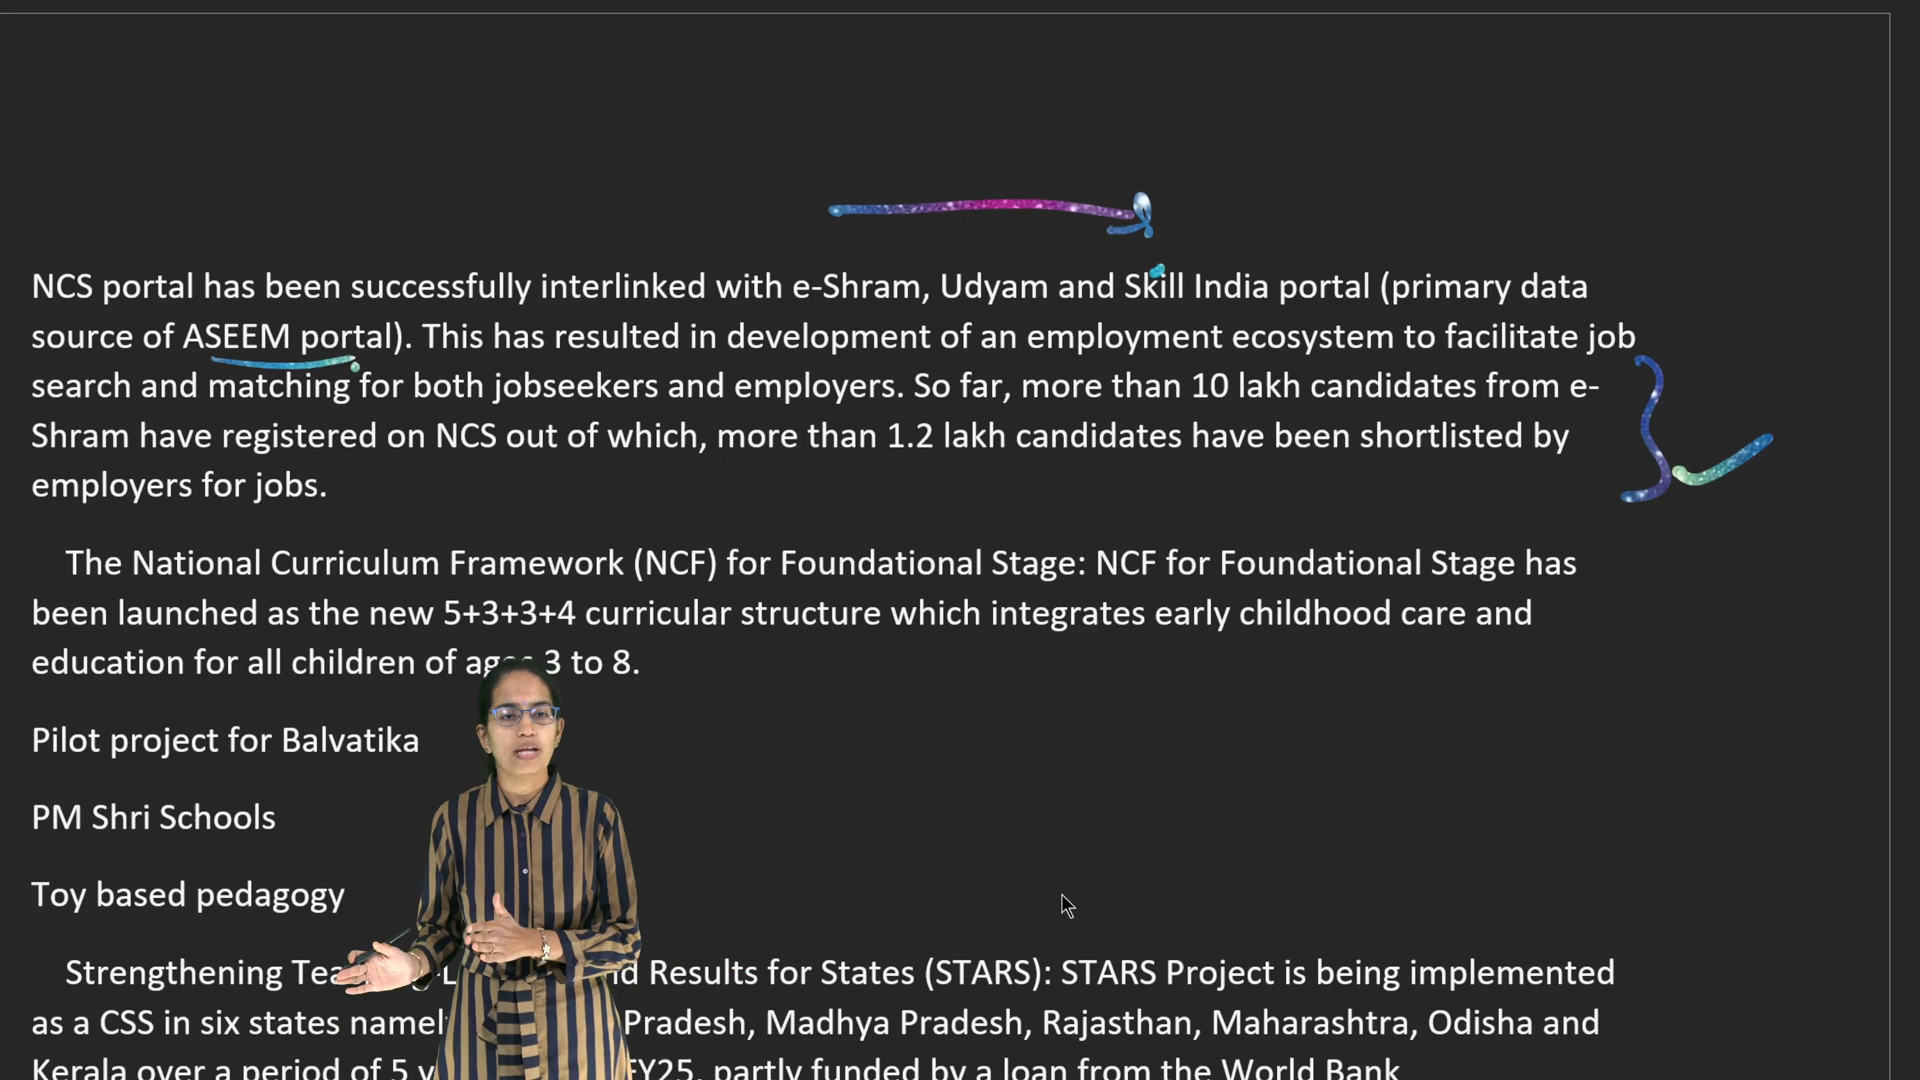 NCS portal has been successfully interlinked with e-Shram, Udyam and Skill India portal (primary data
source of ASEEM portal). This has resulted in development of an employment ecosystem to facilitate job
search and matching for both jobseekers and employers. So far, more than 10 lakh candidates from e-
Shram have registered on NCS out of which, more than 1.2 lakh candidates have been shortlisted by
employers for jobs.
The National Curriculum Framework (NCF) for Foundational Stage: NCF for Foundational Stage has
been launched as the new 5+3+3+4 curricular structure which integrates early childhood care and
education for all children of 3 to 8.
Pilot project for Balvatika
PM Shri Schools
Toy based pedagogy
Strengthening Results for States (STARS): STARS Project is being implemented
as a CSS in six states Pradesh, Madhya Pradesh, Rajasthan, Maharashtra, Odisha and
Kerala over a period of 5 FY25, partly funded by a loan from the World Bank